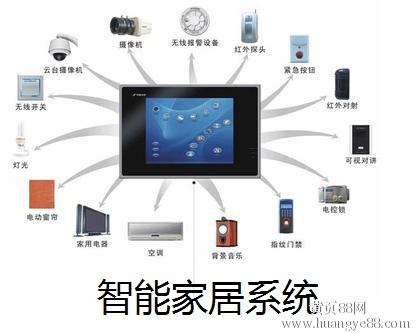 摄像机
无线报警设备
红外探头
云台摄像机
紧急按钮
无线开关
红外对射
灯光
可视对讲
电动窗帘
电控锁
家用电器
空调
背景音乐
指纹门禁
智能家居系统
黄页88网
www.huangye88.com